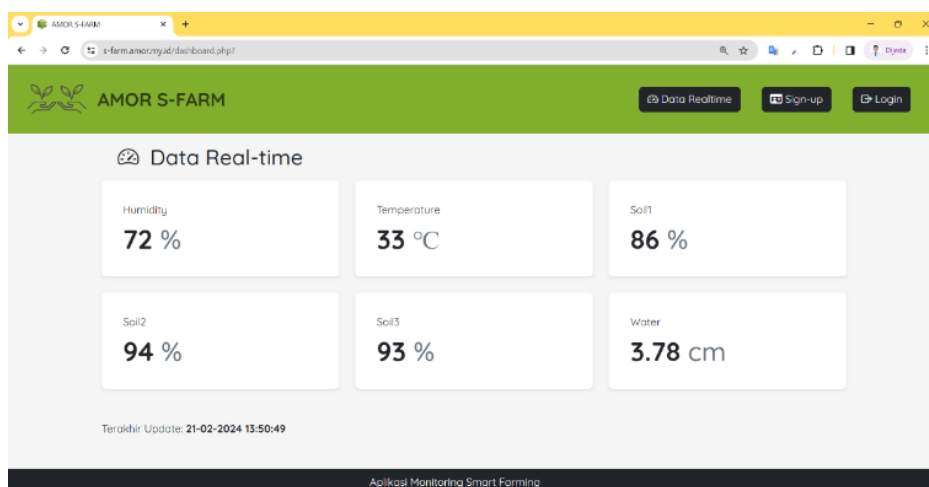 AMOR S-FARM
s-farm.amor.my.id/dashboard.php?
Dijeda
AMOR S-FARM
Data Realtime
Sign-up
Login
Data Real-time
Humidity
72 %
Temperature
33 °C
Soil1
86 %
Soil2
94 %
Soil3
93 %
Water
3.78 cm
Terakhir Update: 21-02-2024 13:50:49
Aplikasi Monitoring Smart Farming